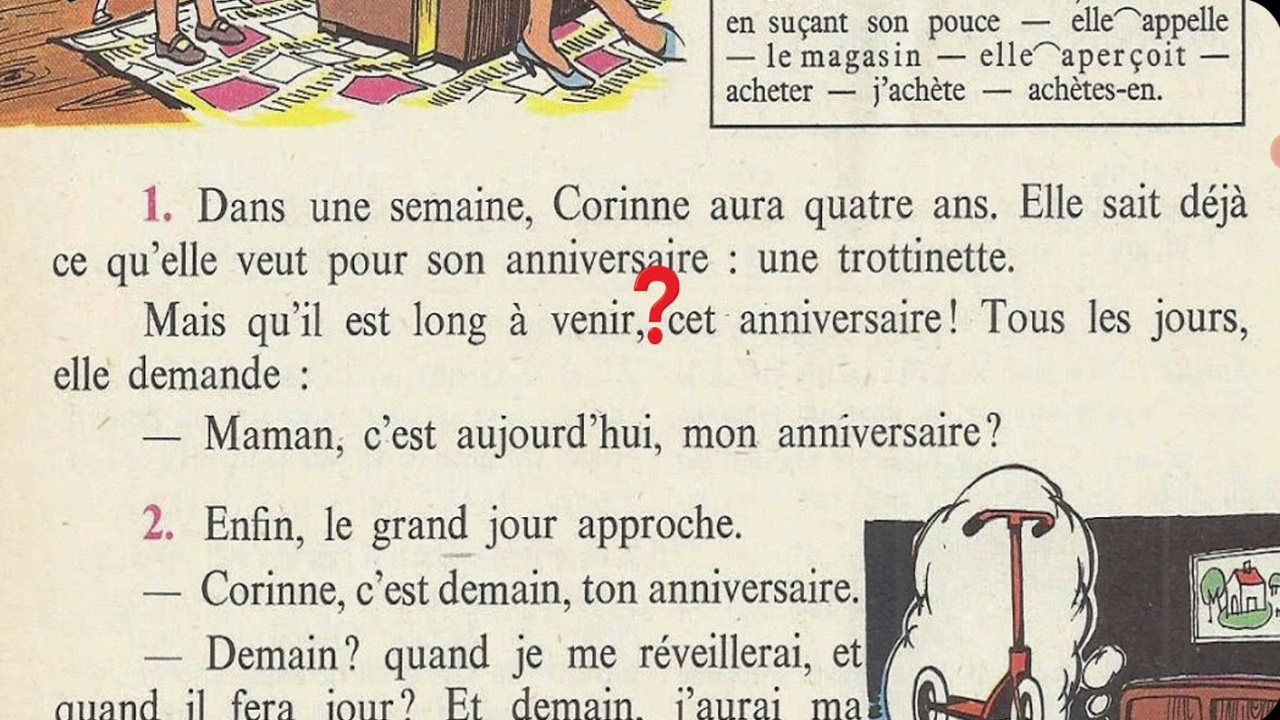 en suçant son pouce — elle‿appelle
— le magasin — elle‿aperçoit —
acheter — j'achète — achètes-en.
1. Dans une semaine, Corinne aura quatre ans. Elle sait déjà
ce qu'elle veut pour son anniversaire : une trottinette.
Mais qu'il est long à venir,❓cet anniversaire ! Tous les jours,
elle demande :
— Maman, c'est aujourd'hui, mon anniversaire ?
2. Enfin, le grand jour approche.
— Corinne, c'est demain, ton anniversaire.
— Demain ? quand je me réveillerai, et
quand il fera jour ? Et demain, j'aurai ma